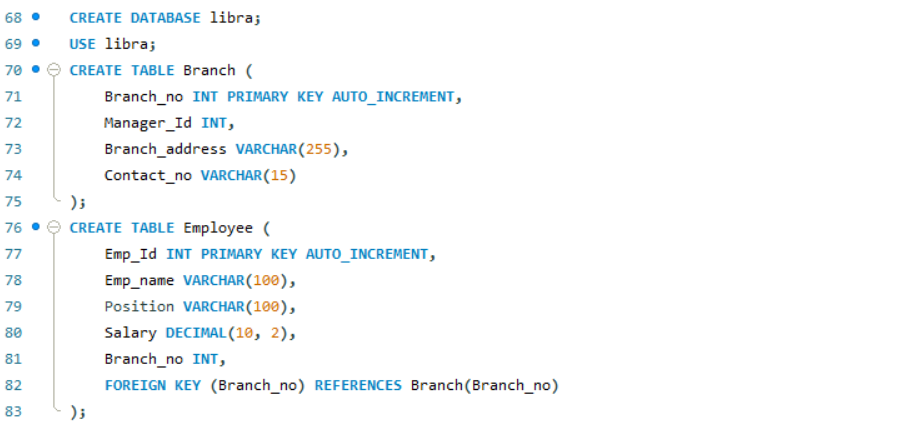 68 CREATE DATABASE libra;
69 USE libra;
70 CREATE TABLE Branch (
71 Branch_no INT PRIMARY KEY AUTO_INCREMENT,
72 Manager_Id INT,
73 Branch_address VARCHAR(255),
74 Contact_no VARCHAR(15)
75 );
76 CREATE TABLE Employee (
77 Emp_Id INT PRIMARY KEY AUTO_INCREMENT,
78 Emp_name VARCHAR(100),
79 Position VARCHAR(100),
80 Salary DECIMAL(10, 2),
81 Branch_no INT,
82 FOREIGN KEY (Branch_no) REFERENCES Branch(Branch_no)
83 );